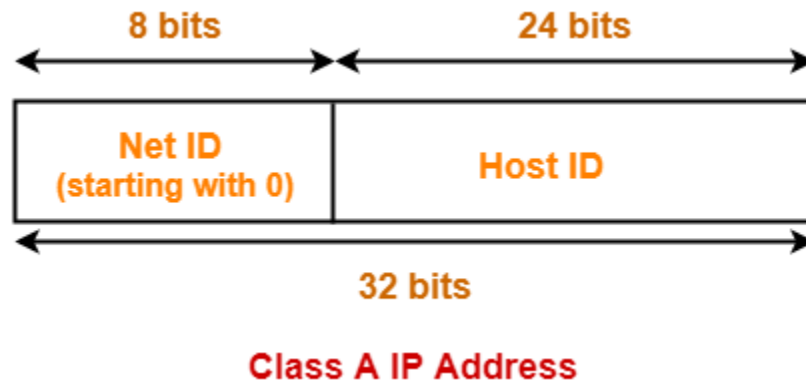 8 bits
24 bits
Net ID
(starting with 0)
Host ID
32 bits
Class A IP Address